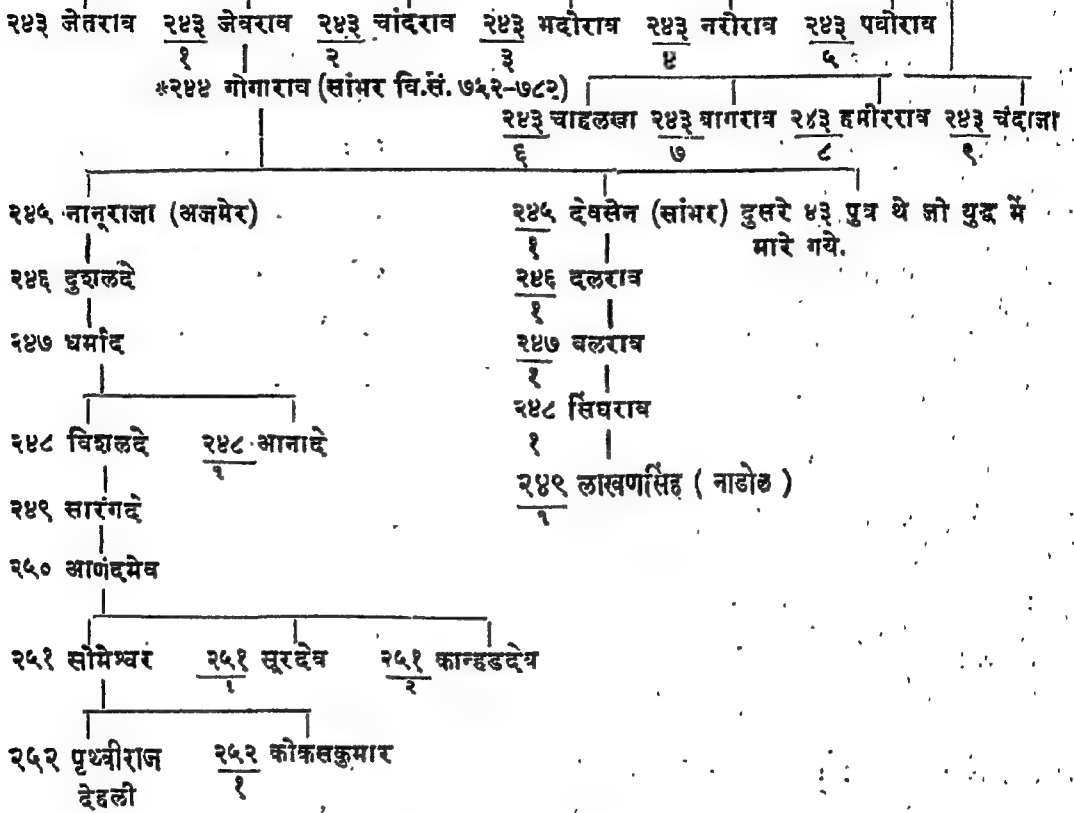 २४३ जेतराव २४३/१ जेवराव २४३/२ चांदराव २४३/३ भदोराव २४३/४ नरोराव २४३/५ पवोराव
*२४४ गोगाराव (सांभर वि.सं. ७५२-७८२)
२४३/६ चाहलखा २४३/७ वागराव २४३/८ हमीरराव २४३/९ चंदाजा
२४५ नानूराजा (अजमेर) २४५/१ देवसेन (सांभर) दुसरे ४३ पुत्र थे जो युद्ध में
मारे गये.
२४६ दुशलदे २४६/१ दलराव
२४७ धर्माद २४७/१ वलराव
२४८ सिंघराव
१
२४८ विशलदे २४८/१ आनादे
२४९/१ लाखणसिंह ( नाडोल )
२४९ सारंगदे
२५० आणंदमेव
२५१ सोमेश्वर २५१/१ सूरदेव २५१/२ कान्हडदेव
२५२ पृथ्वीराज २५२/१ कोकसकुमार
देहली